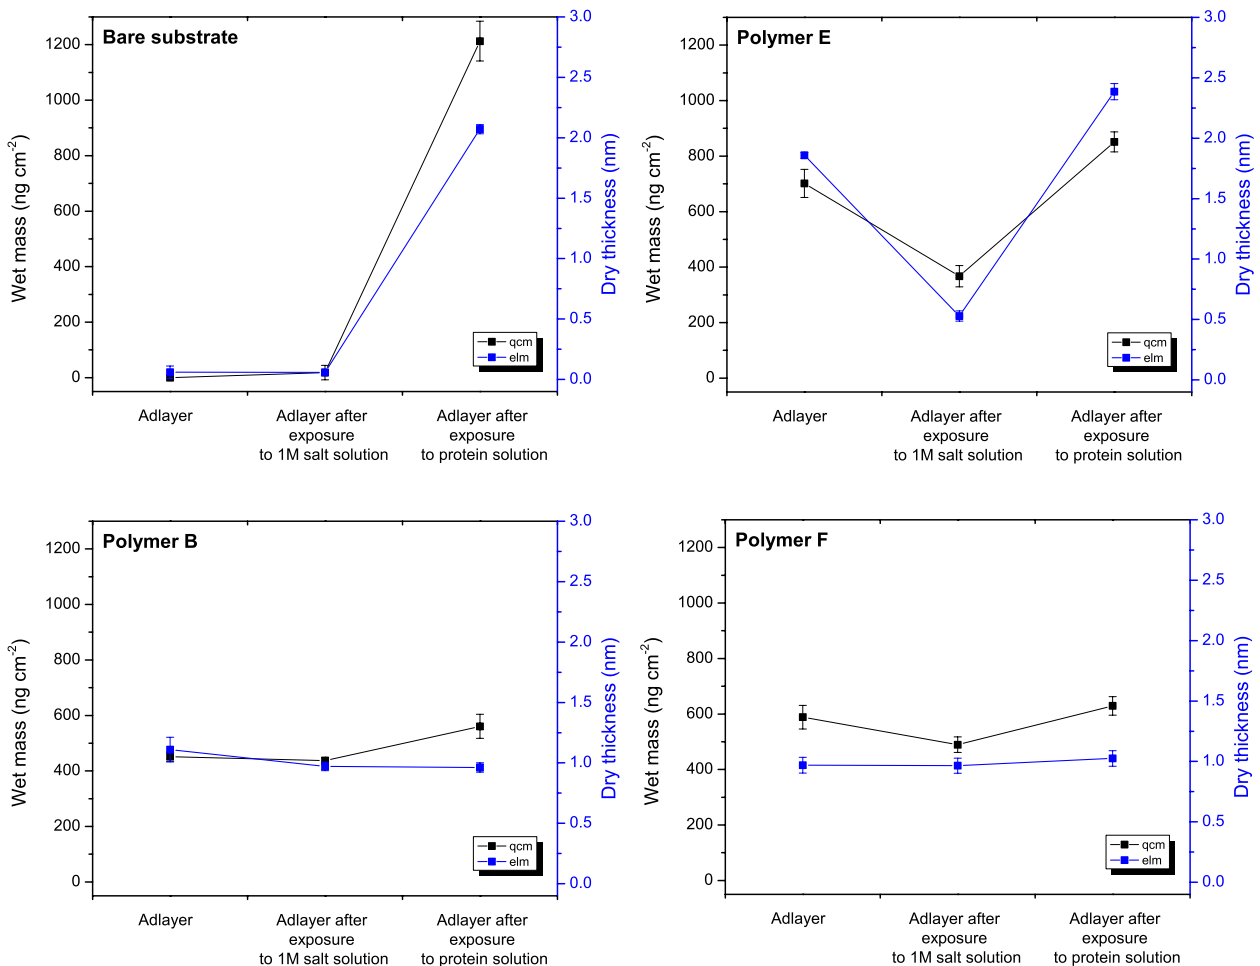 Bare substrate
1200
1000
800
600
400
200
0
Wet mass (ng cm-2)
3.0
2.5
2.0
1.5
1.0
0.5
0.0
Dry thickness (nm)
qcm
elm
Adlayer
Adlayer after
exposure
to 1M salt solution
Adlayer after
exposure
to protein solution
Polymer E
1200
1000
800
600
400
200
0
Wet mass (ng cm-2)
3.0
2.5
2.0
1.5
1.0
0.5
0.0
Dry thickness (nm)
qcm
elm
Adlayer
Adlayer after
exposure
to 1M salt solution
Adlayer after
exposure
to protein solution
Polymer B
1200
1000
800
600
400
200
0
Wet mass (ng cm-2)
3.0
2.5
2.0
1.5
1.0
0.5
0.0
Dry thickness (nm)
qcm
elm
Adlayer
Adlayer after
exposure
to 1M salt solution
Adlayer after
exposure
to protein solution
Polymer F
1200
1000
800
600
400
200
0
Wet mass (ng cm-2)
3.0
2.5
2.0
1.5
1.0
0.5
0.0
Dry thickness (nm)
qcm
elm
Adlayer
Adlayer after
exposure
to 1M salt solution
Adlayer after
exposure
to protein solution